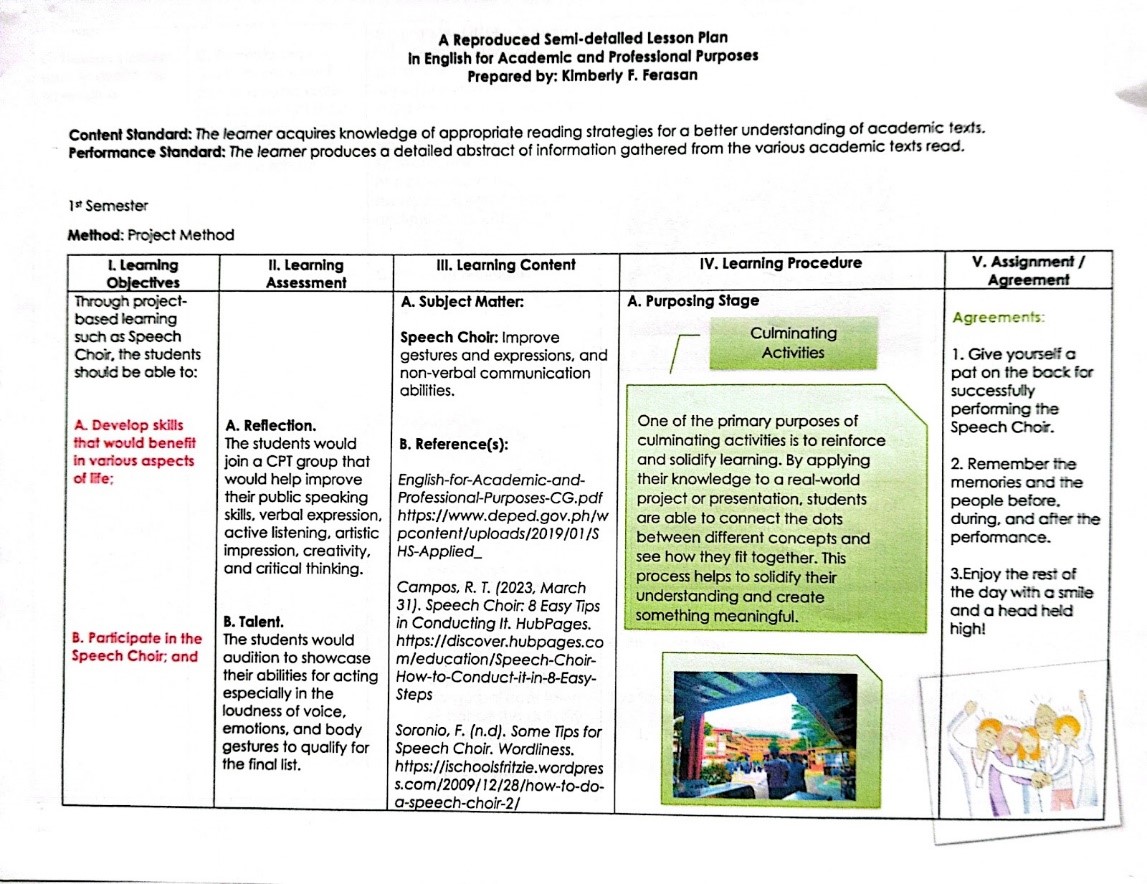 A Reproduced Semi-detailed Lesson Plan
in English for Academic and Professional Purposes
Prepared by: Kimberly F. Ferasan
Content Standard: The learner acquires knowledge of appropriate reading strategies for a better understanding of academic texts.
Performance Standard: The learner produces a detailed abstract of information gathered from the various academic texts read.
1st Semester
Method: Project Method
I. Learning
Objectives
II. Learning
Assessment
III. Learning Content
IV. Learning Procedure
V. Assignment /
Agreement
Through project-
based learning
such as Speech
Choir, the students
should be able to:
A. Develop skills
that would benefit
in various aspects
of life;
B. Participate in the
Speech Choir; and
A. Reflection.
The students would
join a CPT group that
would help improve
their public speaking
skills, verbal expression,
active listening, artistic
impression, creativity,
and critical thinking.
B. Talent.
The students would
audition to showcase
their abilities for acting
especially in the
loudness of voice,
emotions, and body
gestures to qualify for
the final list.
A. Subject Matter:
Speech Choir: Improve
gestures and expressions, and
non-verbal communication
abilities.
B. Reference(s):
English-for-Academic-and-
Professional-Purposes-CG.pdf
https://www.deped.gov.ph/w
pcontent/uploads/2019/01/S
HS-Applied_
Campos, R. T. (2023, March
31). Speech Choir: 8 Easy Tips
in Conducting It. HubPages.
https://discover.hubpages.co
m/education/Speech-Choir-
How-to-Conduct-it-in-8-Easy-
Steps
Soronio, F. (n.d). Some Tips for
Speech Choir. Wordliness.
https://ischoolsfritzie.wordpres
s.com/2009/12/28/how-to-do-
a-speech-choir-2/
A. Purposing Stage
Culminating
Activities
One of the primary purposes of
culminating activities is to reinforce
and solidify learning. By applying
their knowledge to a real-world
project or presentation, students
are able to connect the dots
between different concepts and
see how they fit together. This
process helps to solidify their
understanding and create
something meaningful.
Agreements:
1. Give yourself a
pat on the back for
successfully
performing the
Speech Choir.
2. Remember the
memories and the
people before,
during, and after the
performance.
3.Enjoy the rest of
the day with a smile
and a head held
high!